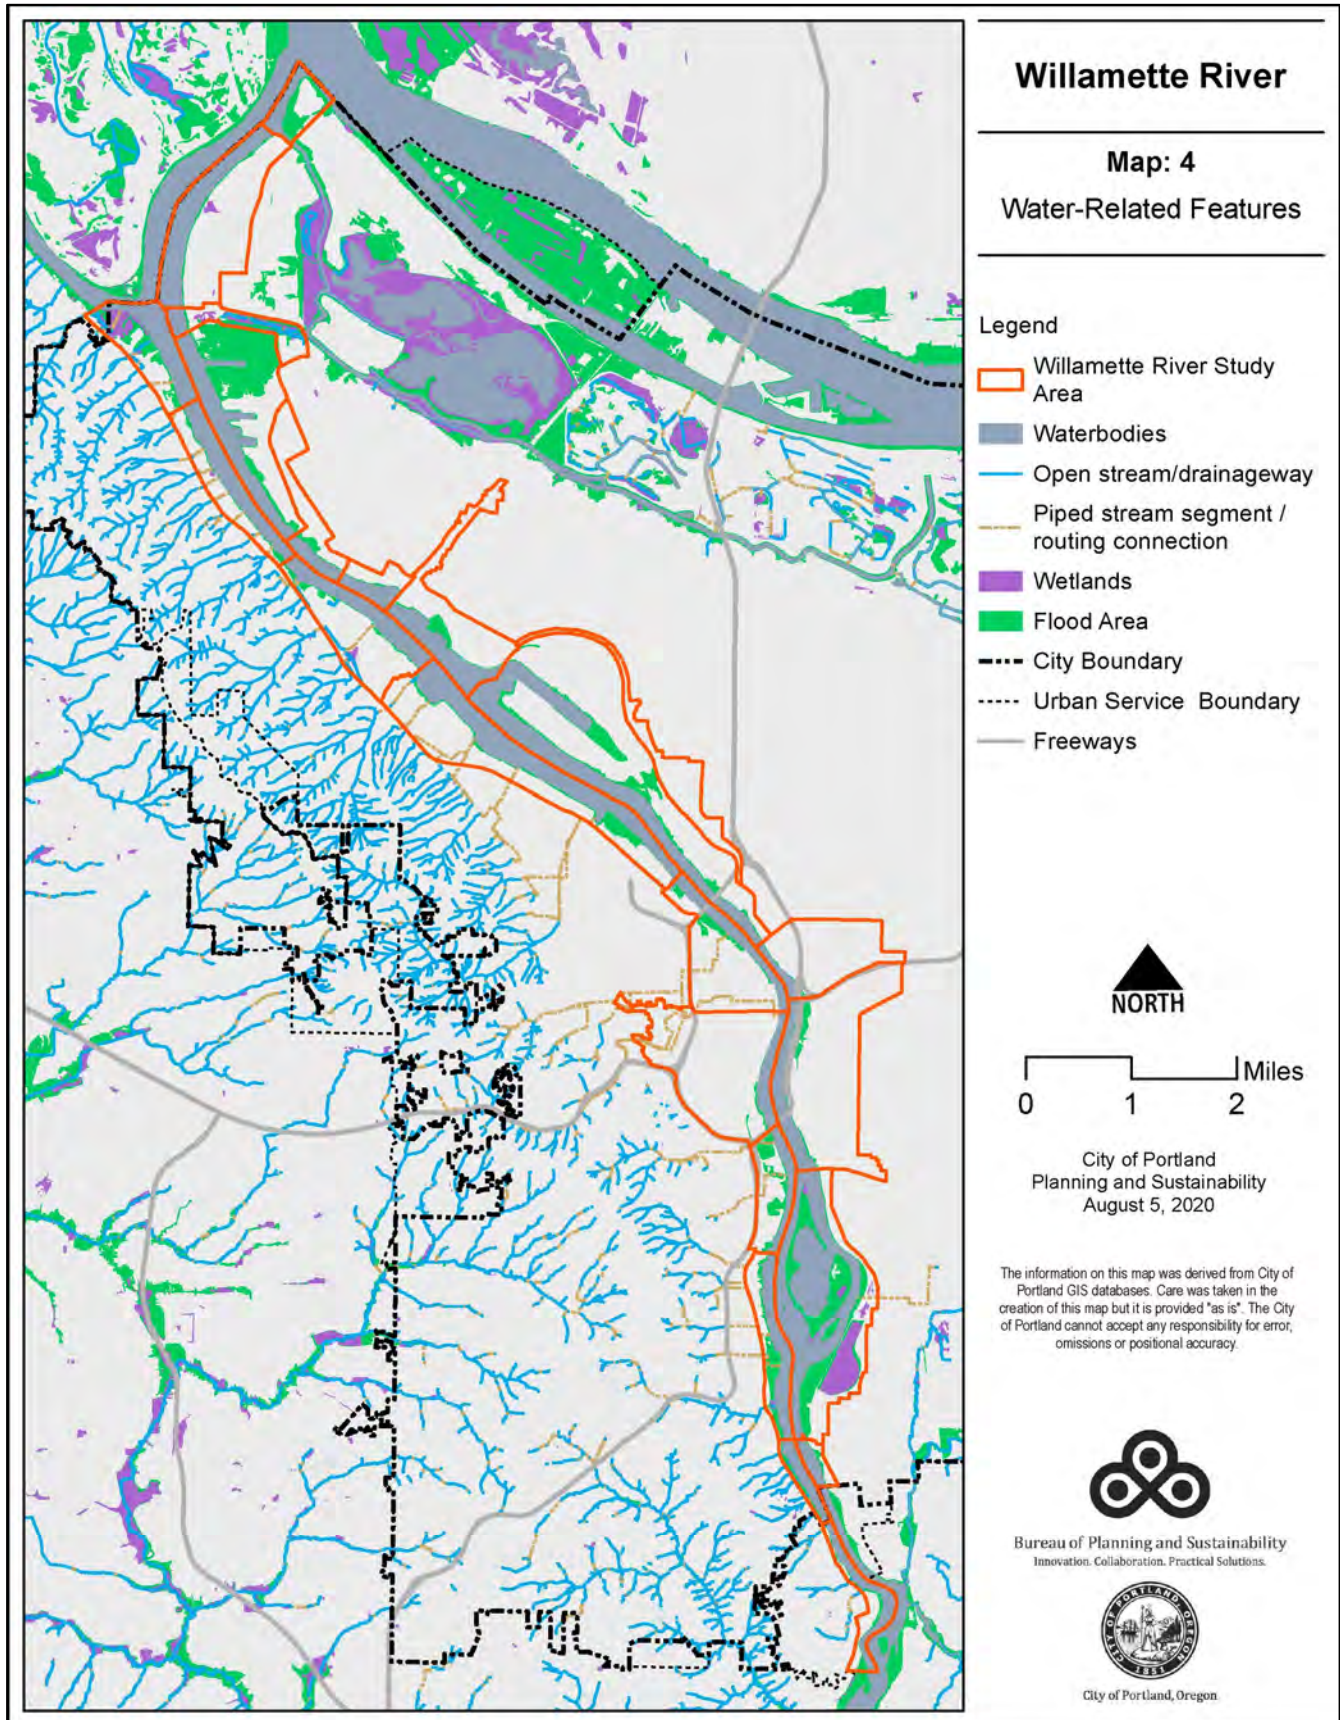 Willamette River
Map: 4
Water-Related Features
Legend
Willamette River Study
Area
Waterbodies
Open stream/drainageway
Piped stream segment /
routing connection
Wetlands
Flood Area
City Boundary
Urban Service Boundary
Freeways
NORTH
Miles
0 1 2
City of Portland
Planning and Sustainability
August 5, 2020
The information on this map was derived from City of
Portland GIS databases. Care was taken in the
creation of this map but it is provided "as is". The City
of Portland cannot accept any responsibility for error,
omissions or positional accuracy.
Bureau of Planning and Sustainability
Innovation. Collaboration. Practical Solutions.
CITY OF PORTLAND, OREGON
1851
City of Portland, Oregon